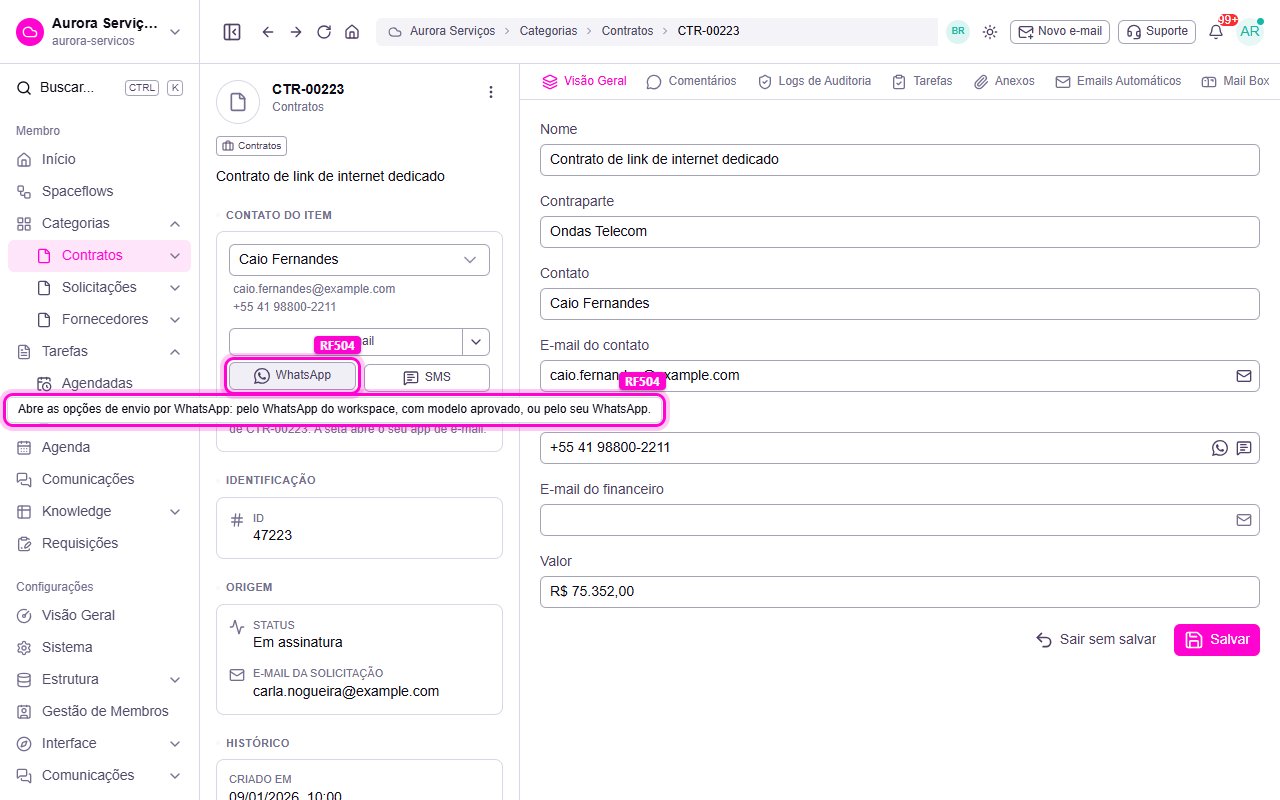 Aurora Serviç...
aurora-servicos
Aurora Serviços
Categorias
Contratos
CTR-00223
BR
Novo e-mail
Suporte
99+
AR
Buscar...
CTRL
K
Membro
Início
Spaceflows
Categorias
Contratos
Solicitações
Fornecedores
Tarefas
Agendadas
Agenda
Comunicações
Knowledge
Requisições
Configurações
Visão Geral
Sistema
Estrutura
Gestão de Membros
Interface
Comunicações
CTR-00223
Contratos
Contratos
Contrato de link de internet dedicado
CONTATO DO ITEM
Caio Fernandes
caio.fernandes@example.com
+55 41 98800-2211
RF504
ail
WhatsApp
SMS
RF504
Abre as opções de envio por WhatsApp: pelo WhatsApp do workspace, com modelo aprovado, ou pelo seu WhatsApp.
de CTR-00223. A seta abre o seu app de e-mail.
IDENTIFICAÇÃO
ID
47223
ORIGEM
STATUS
Em assinatura
E-MAIL DA SOLICITAÇÃO
carla.nogueira@example.com
HISTÓRICO
CRIADO EM
09/01/2026, 10:00
Visão Geral
Comentários
Logs de Auditoria
Tarefas
Anexos
Emails Automáticos
Mail Box
Nome
Contrato de link de internet dedicado
Contraparte
Ondas Telecom
Contato
Caio Fernandes
E-mail do contato
caio.fernan example.com
+55 41 98800-2211
E-mail do financeiro
Valor
R$ 75.352,00
Sair sem salvar
Salvar